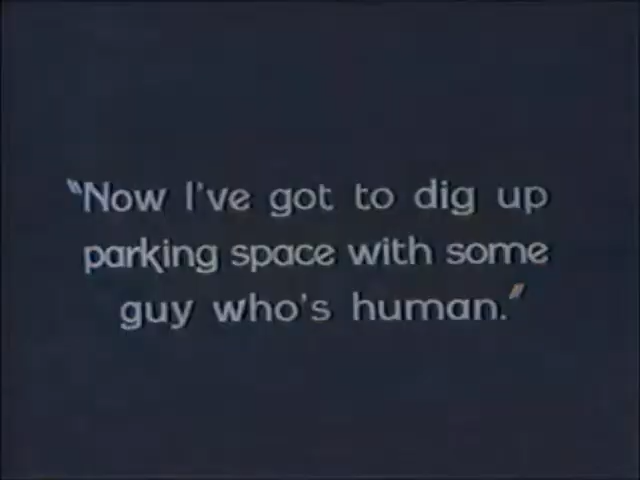 "Now I've got to dig up
parking space with some
guy who's human."